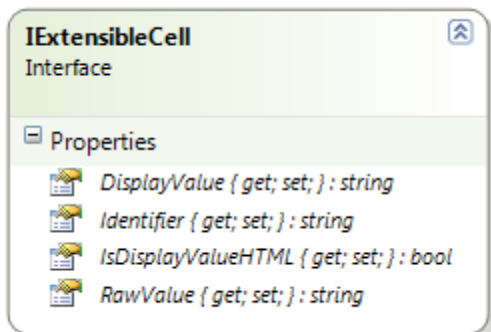 IExtensibleCell
Interface
Properties
DisplayValue { get; set; } : string
Identifier { get; set; } : string
IsDisplayValueHTML { get; set; } : bool
RawValue { get; set; } : string